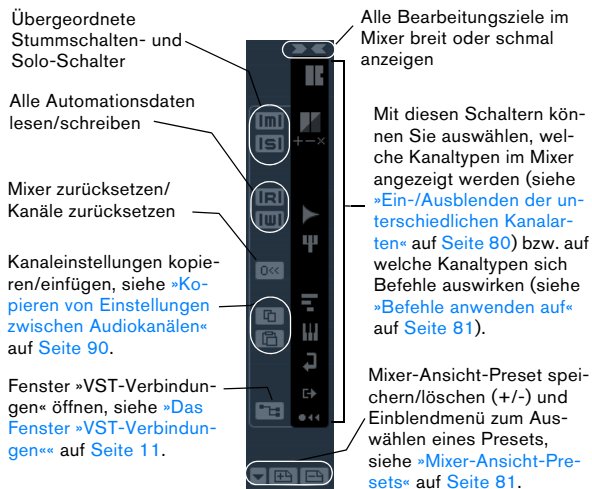 Übergeordnete
Stummschalten- und
Solo-Schalter
Alle Automationsdaten
lesen/schreiben
Mixer zurücksetzen/
Kanäle zurücksetzen
Kanaleinstellungen kopie-
ren/einfügen, siehe »Ko-
pieren von Einstellungen
zwischen Audiokanälen«
auf Seite 90.
Fenster »VST-Verbindun-
gen« öffnen, siehe »Das
Fenster »VST-Verbindun-
gen«« auf Seite 11.
|m|
|s|
|R|
|W|
0<<
Alle Bearbeitungsziele im
Mixer breit oder schmal
anzeigen
Mit diesen Schaltern kön-
nen Sie auswählen, wel-
che Kanaltypen im Mixer
angezeigt werden (siehe
»Ein-/Ausblenden der un-
terschiedlichen Kanalar-
ten« auf Seite 80) bzw. auf
welche Kanaltypen sich
Befehle auswirken (siehe
»Befehle anwenden auf«
auf Seite 81).
Mixer-Ansicht-Preset spei-
chern/löschen (+/-) und
Einblendmenü zum Aus-
wählen eines Presets,
siehe »Mixer-Ansicht-Pre-
sets« auf Seite 81.